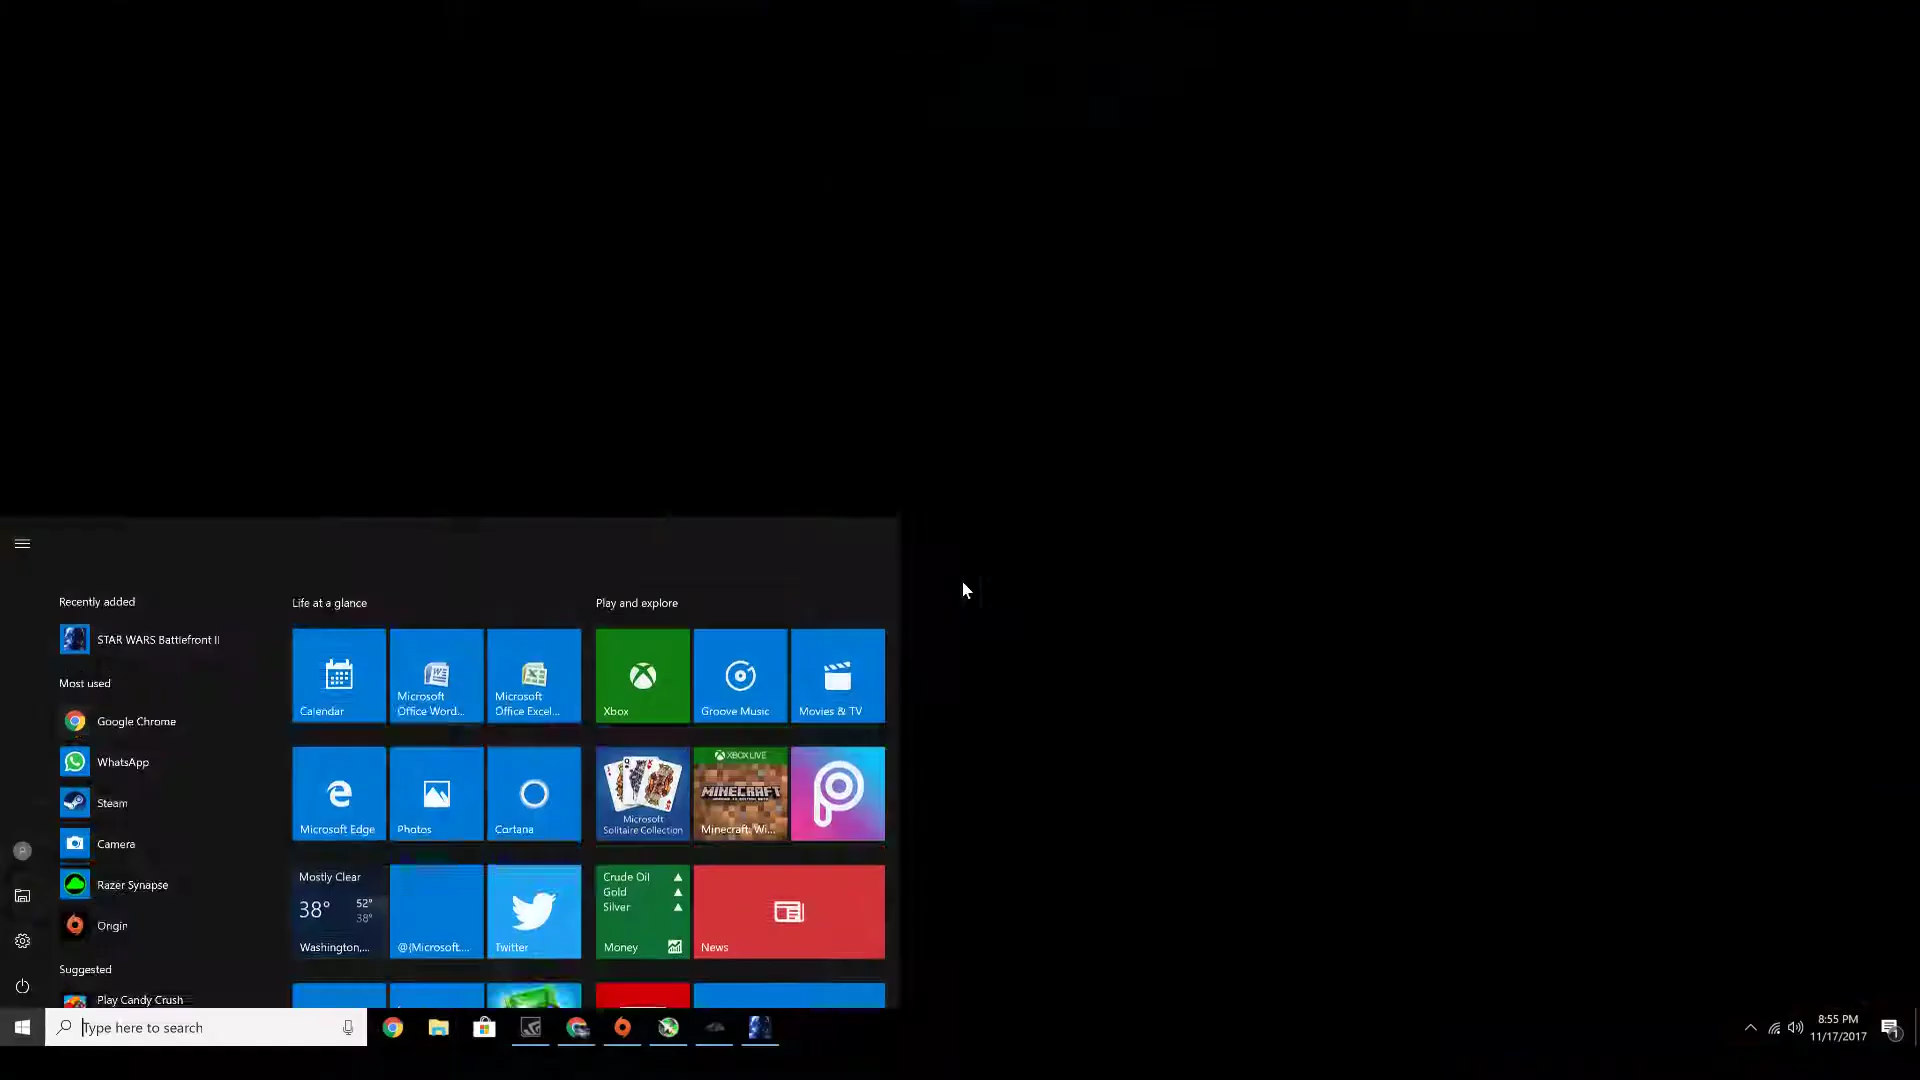 Recently added
STAR WARS Battlefront II
Most used
Google Chrome
WhatsApp
Steam
Camera
Razer Synapse
Origin
Suggested
Play Candy Crush
Life at a glance
Calendar
Microsoft
Office Word...
Microsoft
Office Excel...
Microsoft Edge
Photos
Cortana
Mostly Clear
38°
52°
38°
Washington,...
@{Microsoft....
Twitter
Play and explore
Xbox
Groove Music
Movies & TV
Microsoft
Solitaire Collection
XBOX LIVE
MINECRAFT
Minecraft: Wi...
Crude Oil
Gold
Silver
Money
News
Type here to search
8:55 PM
11/17/2017
1